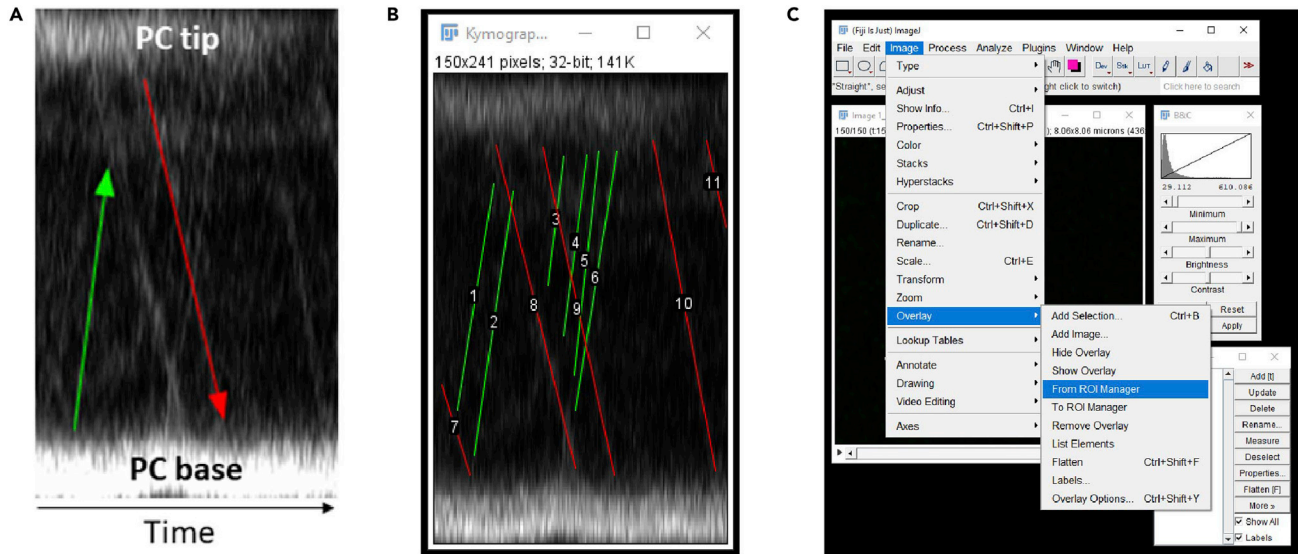 A
PC tip
PC base
Time
B
Kymograp...
150x241 pixels; 32-bit; 141K
1
2
3
4
5
6
7
8
9
10
11
C
(Fiji Is Just) ImageJ
File Edit Image Process Analyze Plugins Window Help
Dev Stk LUT
*Straight*, se
ght click to switch)
Click here to search
Type
Adjust
Show Info... Ctrl+I
Properties... Ctrl+Shift+P
Color
Stacks
Hyperstacks
Crop Ctrl+Shift+X
Duplicate... Ctrl+Shift+D
Rename...
Scale... Ctrl+E
Transform
Zoom
Overlay
Lookup Tables
Annotate
Drawing
Video Editing
Axes
Image 1_
150/150 (t:15
); 8.06x8.06 microns (436
B&C
29.112 610.086
Minimum
Maximum
Brightness
Contrast
Reset
Apply
Add Selection... Ctrl+B
Add Image...
Hide Overlay
Show Overlay
From ROI Manager
To ROI Manager
Remove Overlay
List Elements
Flatten Ctrl+Shift+F
Labels...
Overlay Options... Ctrl+Shift+Y
Add [t]
Update
Delete
Rename...
Measure
Deselect
Properties...
Flatten [F]
More »
Show All
Labels